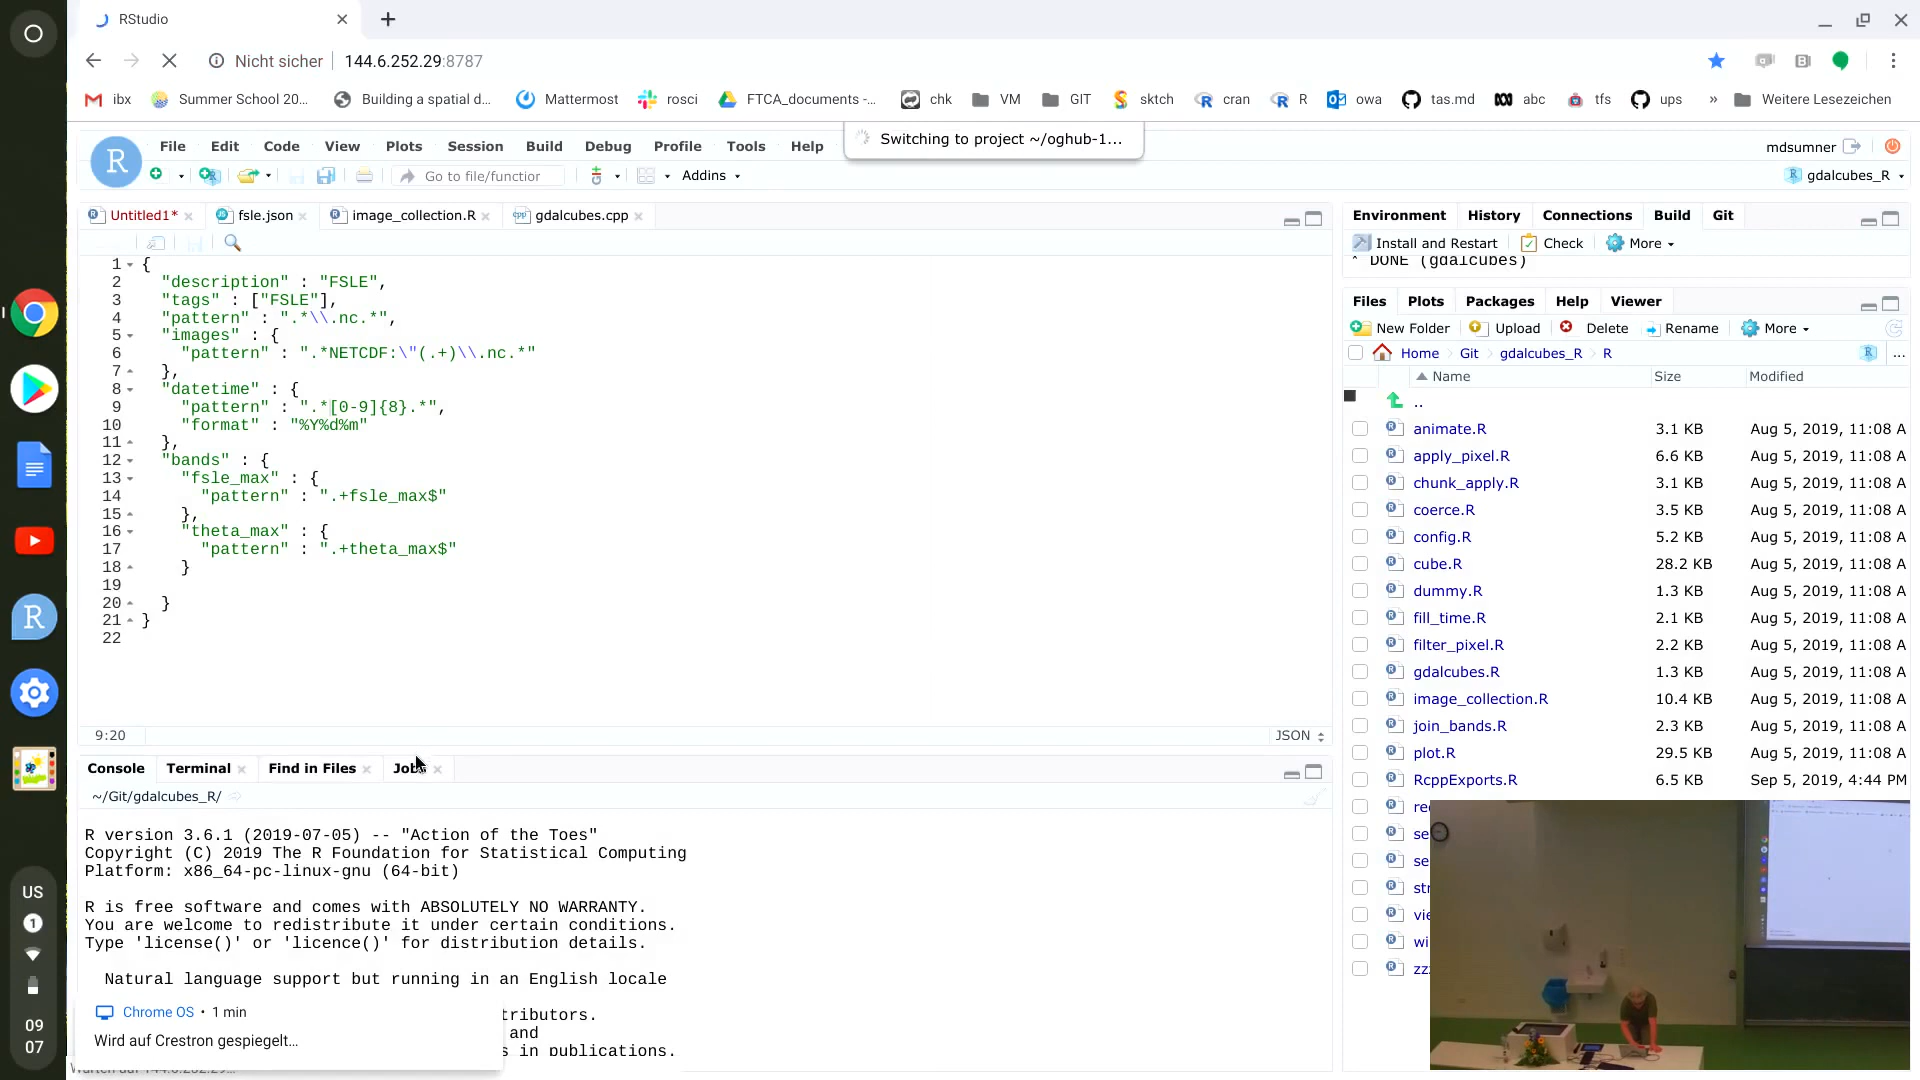 RStudio
Nicht sicher 144.6.252.29:8787
ibx Summer School 20... Building a spatial d... Mattermost rosci FTCA_documents -... chk VM GIT sktch cran R owa tas.md abc tfs ups » Weitere Lesezeichen
Switching to project ~/oghub-1...
File Edit Code View Plots Session Build Debug Profile Tools Help
mdsumner
Go to file/function Addins
gdalcubes_R
Untitled1* fsle.json image_collection.R gdalcubes.cpp
1 {
2 "description" : "FSLE",
3 "tags" : ["FSLE"],
4 "pattern" : ".*\\.nc.*",
5 "images" : {
6 "pattern" : ".*NETCDF:\"(.+)\\.nc.*"
7 },
8 "datetime" : {
9 "pattern" : ".*[0-9]{8}.*",
10 "format" : "%Y%d%m"
11 },
12 "bands" : {
13 "fsle_max" : {
14 "pattern" : ".+fsle_max$"
15 },
16 "theta_max" : {
17 "pattern" : ".+theta_max$"
18 }
19
20 }
21 }
22
9:20 JSON
Console Terminal Find in Files Jobs
~/Git/gdalcubes_R/
R version 3.6.1 (2019-07-05) -- "Action of the Toes"
Copyright (C) 2019 The R Foundation for Statistical Computing
Platform: x86_64-pc-linux-gnu (64-bit)
R is free software and comes with ABSOLUTELY NO WARRANTY.
You are welcome to redistribute it under certain conditions.
Type 'license()' or 'licence()' for distribution details.
Natural language support but running in an English locale
tributors.
and
s in publications.
Chrome OS • 1 min
Wird auf Crestron gespiegelt...
US
1
09
07
Environment History Connections Build Git
Install and Restart Check More
* DONE (gdalcubes)
Files Plots Packages Help Viewer
New Folder Upload Delete Rename More
Home Git gdalcubes_R R ...
Name Size Modified
..
animate.R 3.1 KB Aug 5, 2019, 11:08 A
apply_pixel.R 6.6 KB Aug 5, 2019, 11:08 A
chunk_apply.R 3.1 KB Aug 5, 2019, 11:08 A
coerce.R 3.5 KB Aug 5, 2019, 11:08 A
config.R 5.2 KB Aug 5, 2019, 11:08 A
cube.R 28.2 KB Aug 5, 2019, 11:08 A
dummy.R 1.3 KB Aug 5, 2019, 11:08 A
fill_time.R 2.1 KB Aug 5, 2019, 11:08 A
filter_pixel.R 2.2 KB Aug 5, 2019, 11:08 A
gdalcubes.R 1.3 KB Aug 5, 2019, 11:08 A
image_collection.R 10.4 KB Aug 5, 2019, 11:08 A
join_bands.R 2.3 KB Aug 5, 2019, 11:08 A
plot.R 29.5 KB Aug 5, 2019, 11:08 A
RcppExports.R 6.5 KB Sep 5, 2019, 4:44 PM
re
se
se
str
vie
wi
zz